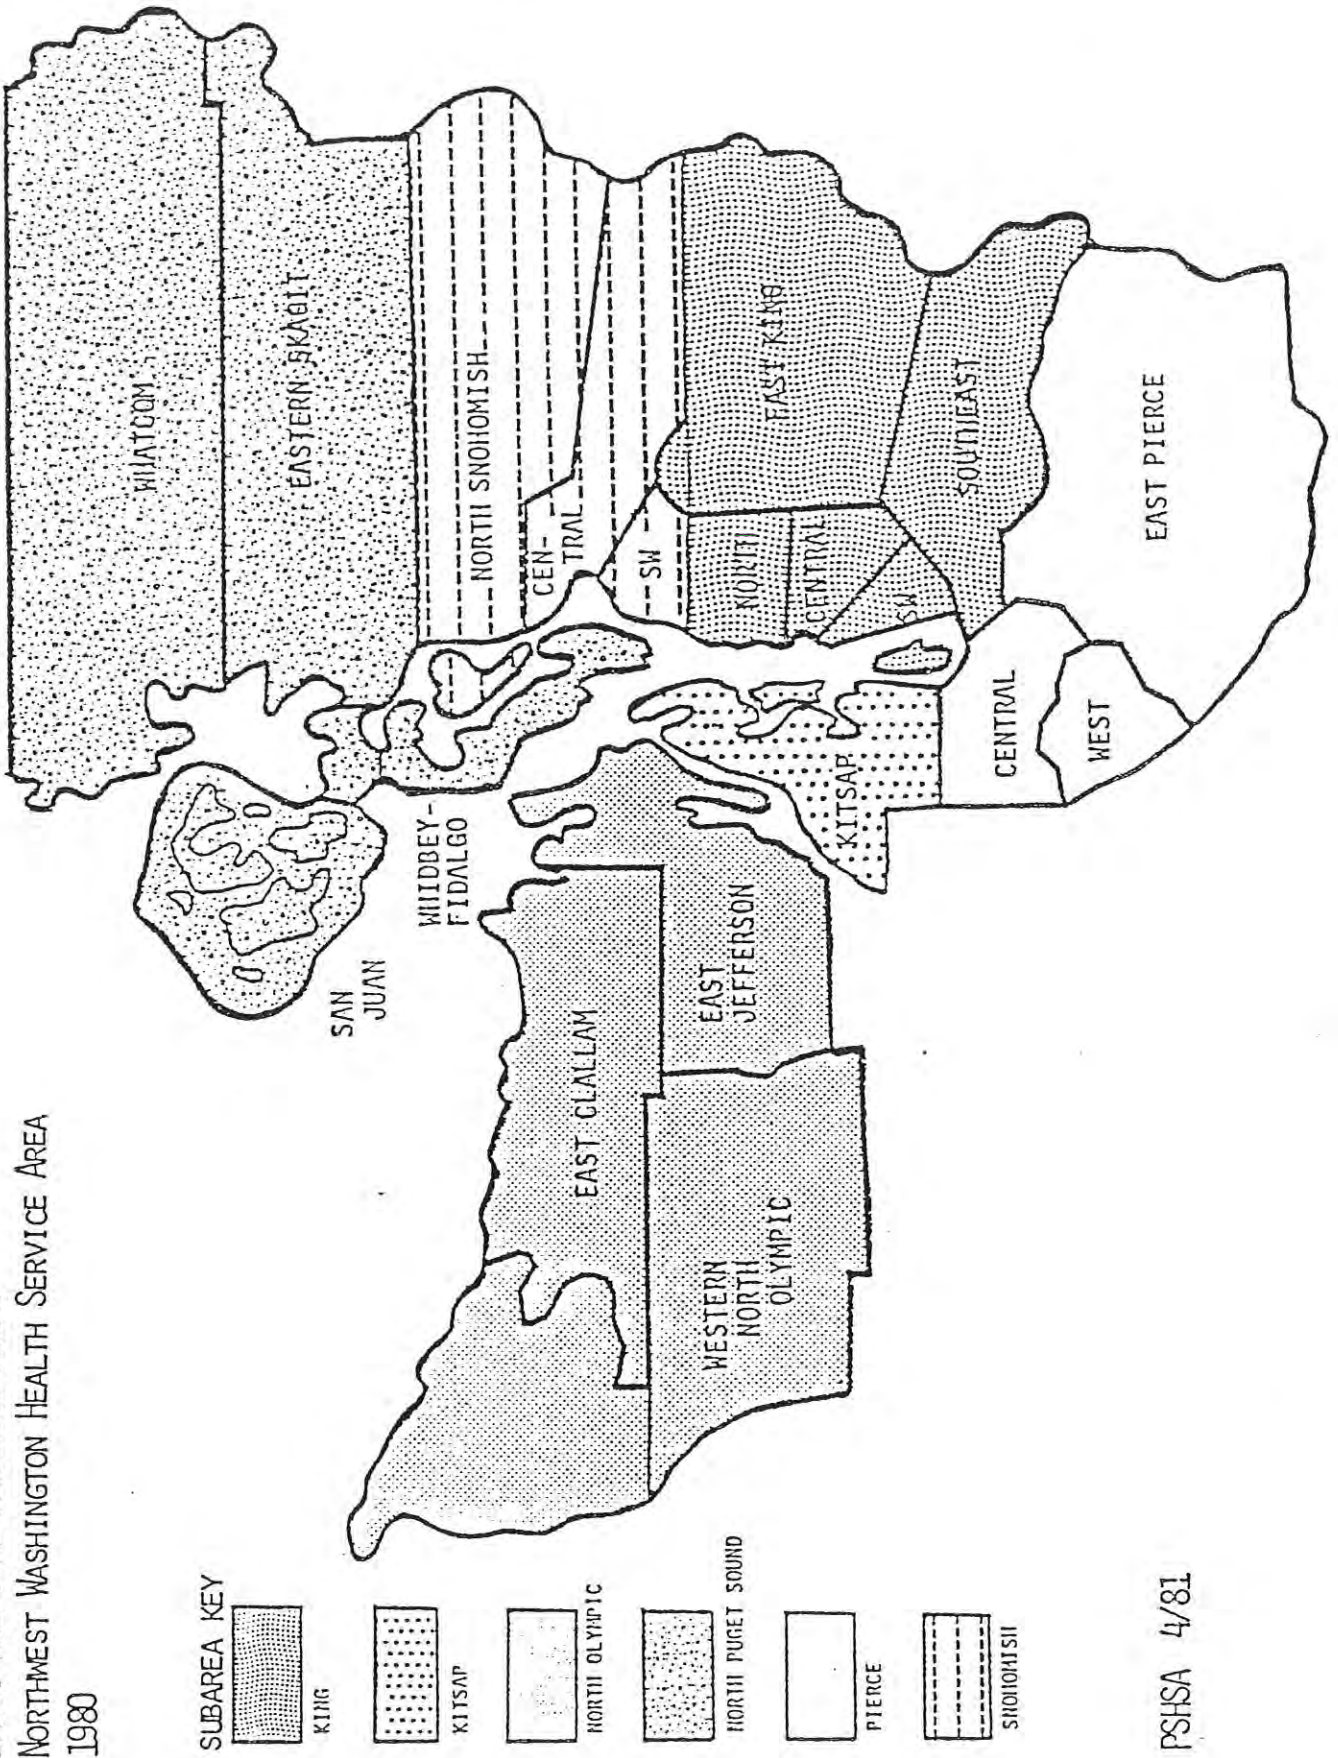 NORTHWEST WASHINGTON HEALTH SERVICE AREA
1980
WHATCOM
EASTERN SKAGIT
SAN
JUAN
WHIDBEY-
FIDALGO
NORTH SNOHOMISH
CEN-
TRAL
SW
EAST CLALLAM
EAST
JEFFERSON
WESTERN
NORTH
OLYMPIC
KITSAP
NORTH
CENTRAL
SW
EAST KING
SOUTHEAST
CENTRAL
WEST
EAST PIERCE
SUBAREA KEY
KING
KITSAP
NORTH OLYMPIC
NORTH PUGET SOUND
PIERCE
SNOHOMISH
PSHSA 4/81